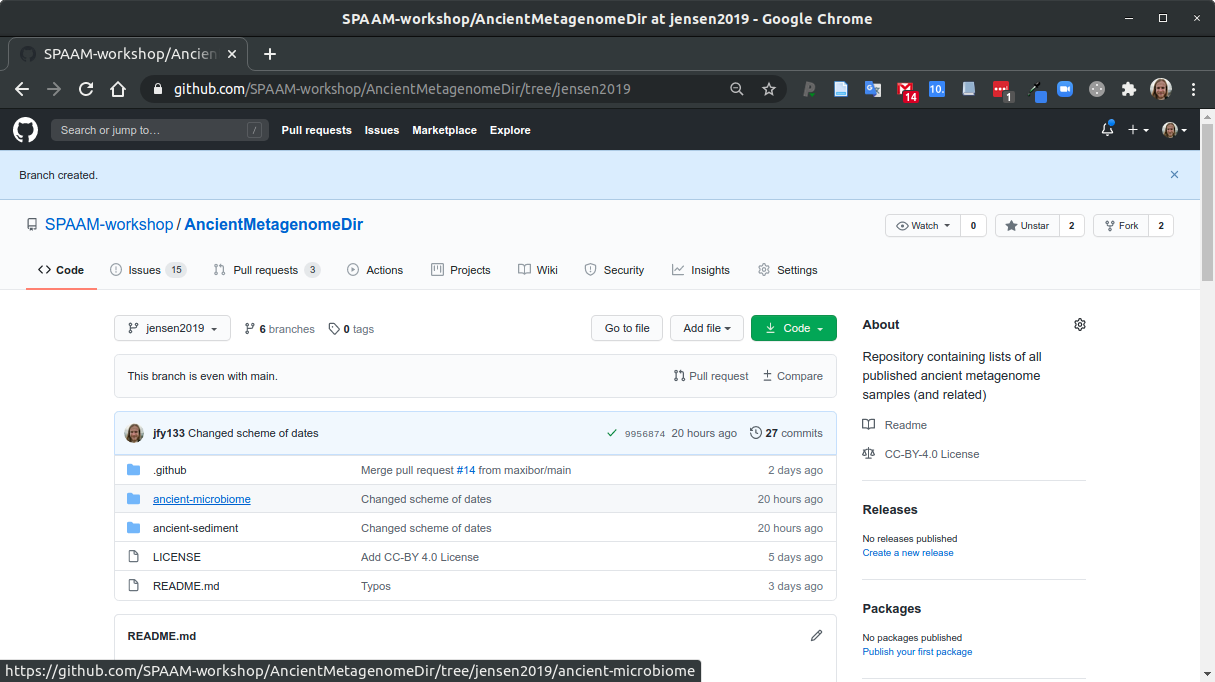 SPAAM-workshop/AncientMetagenomeDir at jensen2019 - Google Chrome
SPAAM-workshop/Ancien
github.com/SPAAM-workshop/AncientMetagenomeDir/tree/jensen2019
14
10.
1
Search or jump to…
/
Pull requests
Issues
Marketplace
Explore
Branch created.
SPAAM-workshop / AncientMetagenomeDir
Watch 0
Unstar 2
Fork 2
Code
Issues 15
Pull requests 3
Actions
Projects
Wiki
Security
Insights
Settings
jensen2019
6 branches
0 tags
Go to file
Add file
Code
This branch is even with main.
Pull request
Compare
jfy133 Changed scheme of dates
9956874 20 hours ago
27 commits
.github Merge pull request #14 from maxibor/main 2 days ago
ancient-microbiome Changed scheme of dates 20 hours ago
ancient-sediment Changed scheme of dates 20 hours ago
LICENSE Add CC-BY 4.0 License 5 days ago
README.md Typos 3 days ago
README.md
About
Repository containing lists of all
published ancient metagenome
samples (and related)
Readme
CC-BY-4.0 License
Releases
No releases published
Create a new release
Packages
No packages published
Publish your first package
https://github.com/SPAAM-workshop/AncientMetagenomeDir/tree/jensen2019/ancient-microbiome